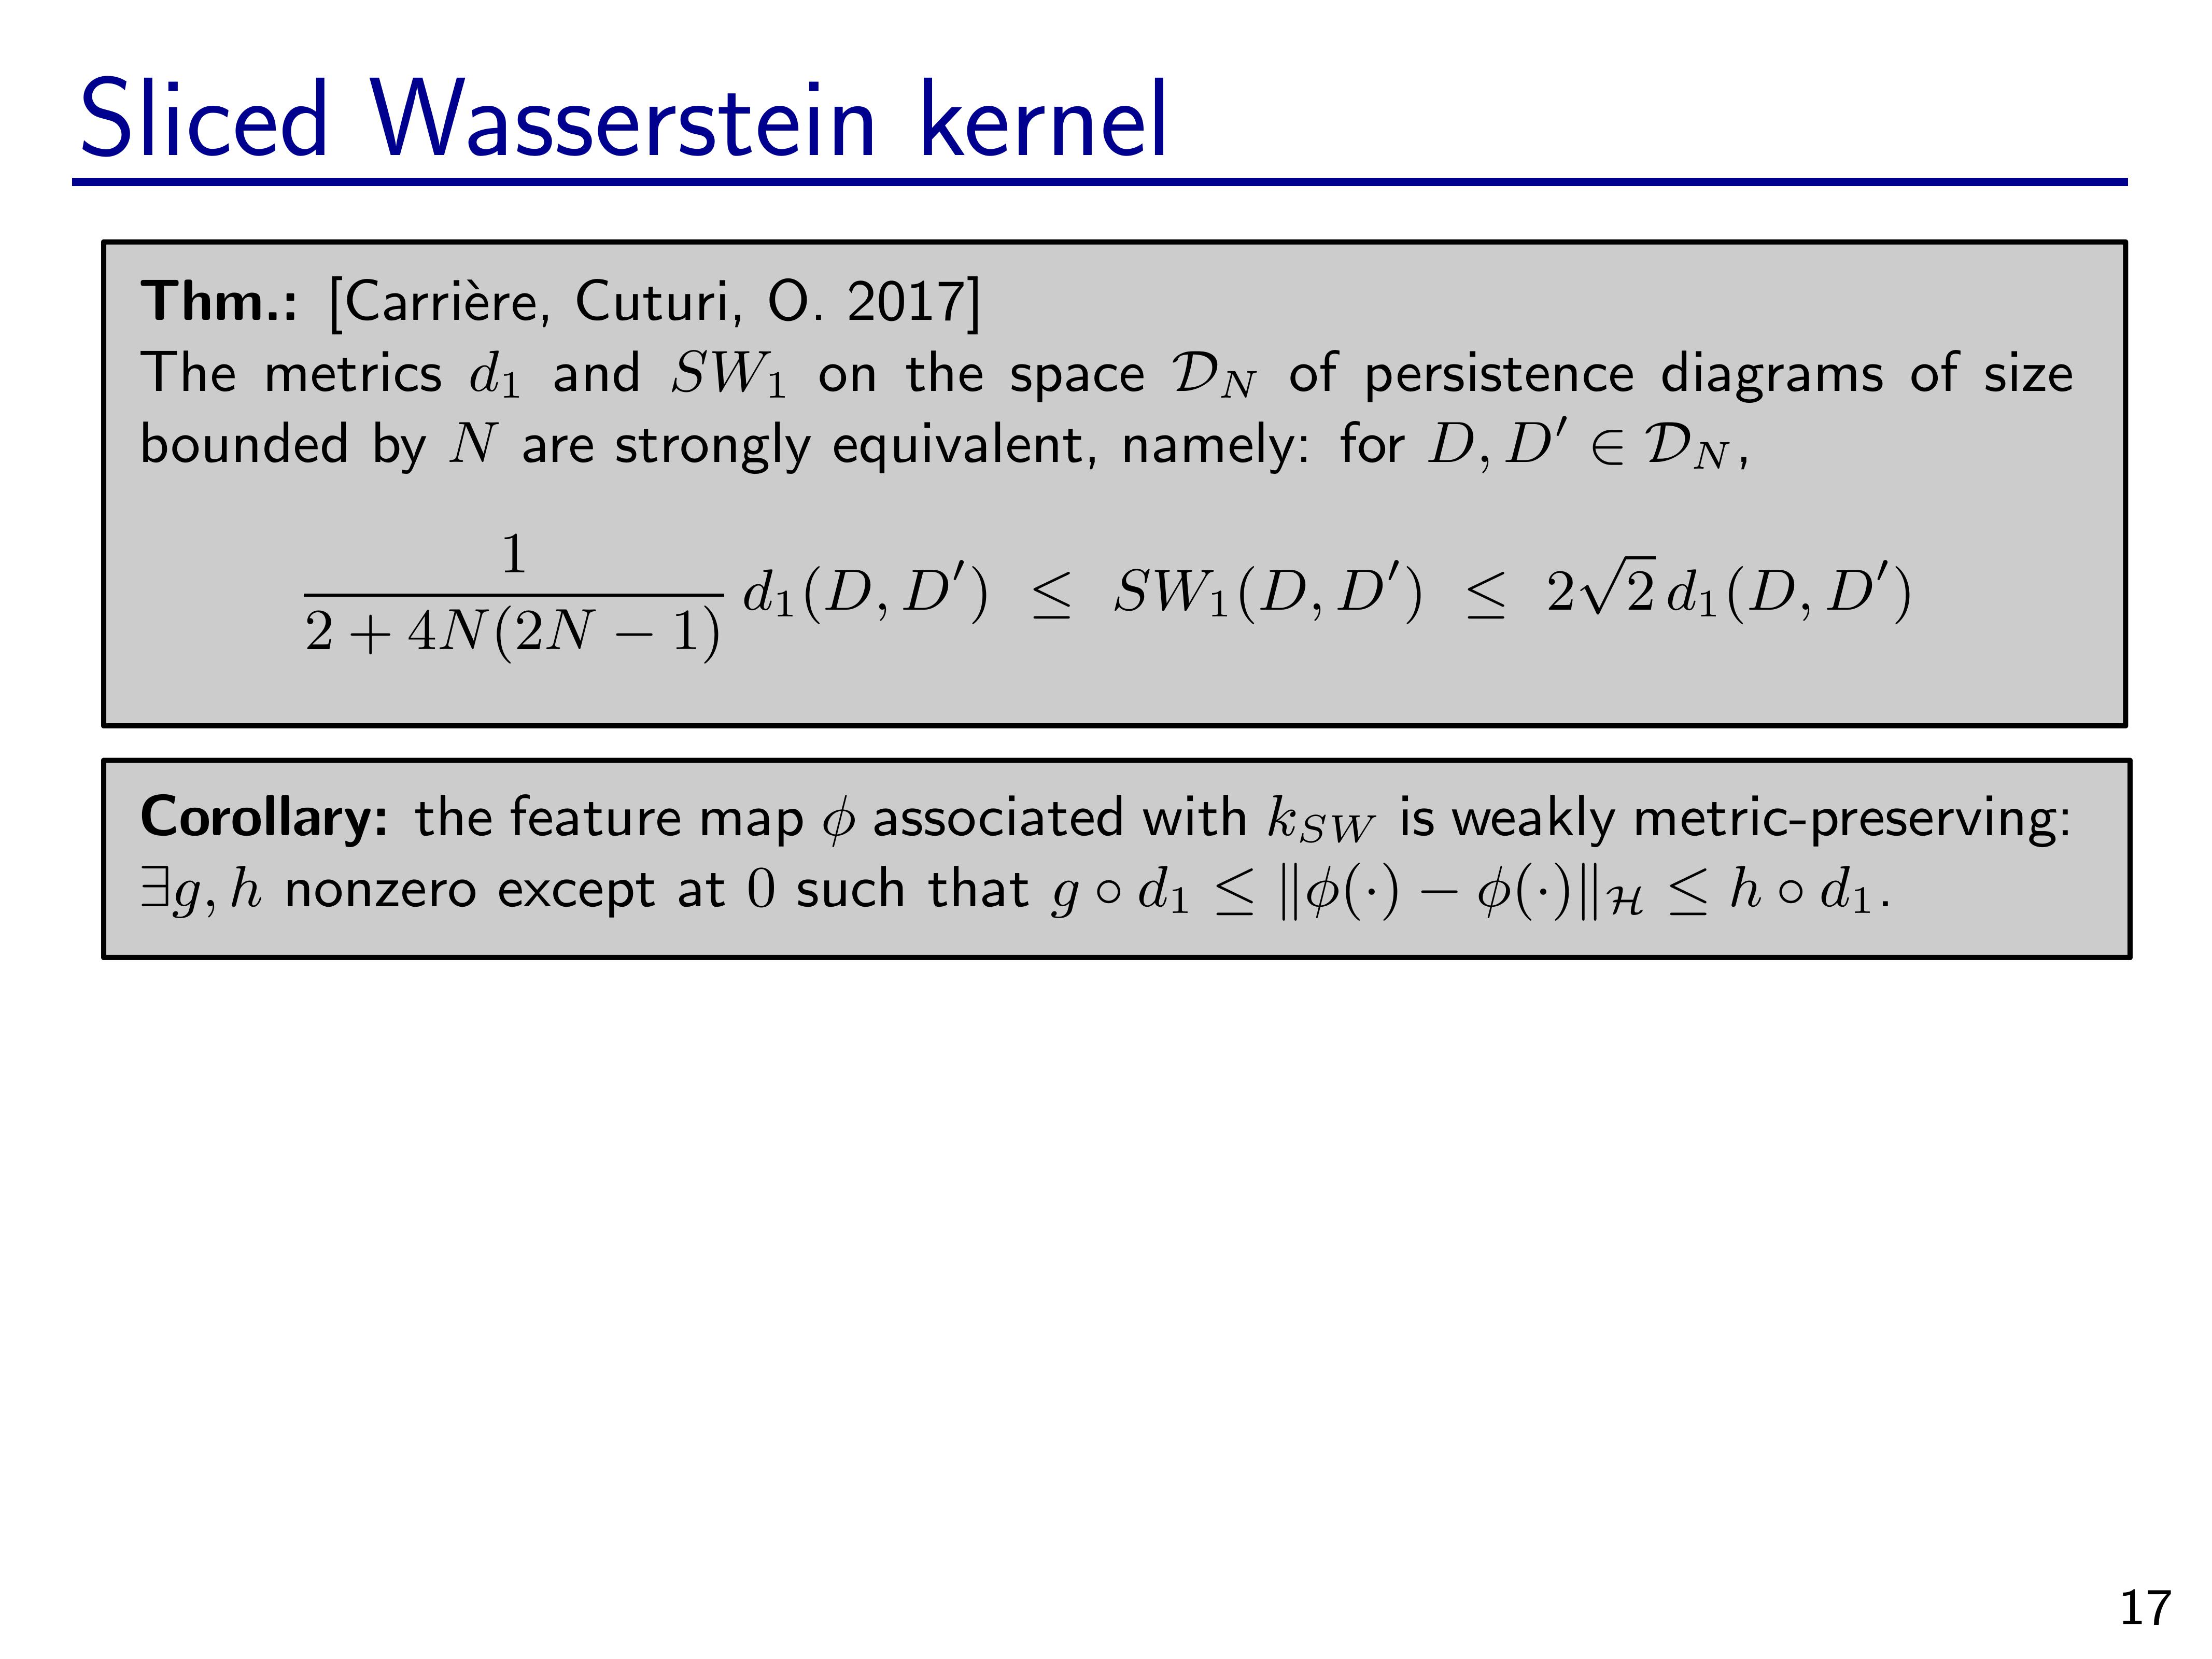 Sliced Wasserstein kernel
Thm.: [Carrière, Cuturi, O. 2017]
The metrics $d_1$ and $SW_1$ on the space $\mathcal{D}_N$ of persistence diagrams of size
bounded by $N$ are strongly equivalent, namely: for $D, D' \in \mathcal{D}_N$,
$\frac{1}{2 + 4N(2N - 1)} d_1(D, D') \leq SW_1(D, D') \leq 2\sqrt{2}\, d_1(D, D')$
Corollary: the feature map $\phi$ associated with $k_{SW}$ is weakly metric-preserving:
$\exists g, h$ nonzero except at $0$ such that $g \circ d_1 \leq \|\phi(\cdot) - \phi(\cdot)\|_{\mathcal{H}} \leq h \circ d_1$.
17